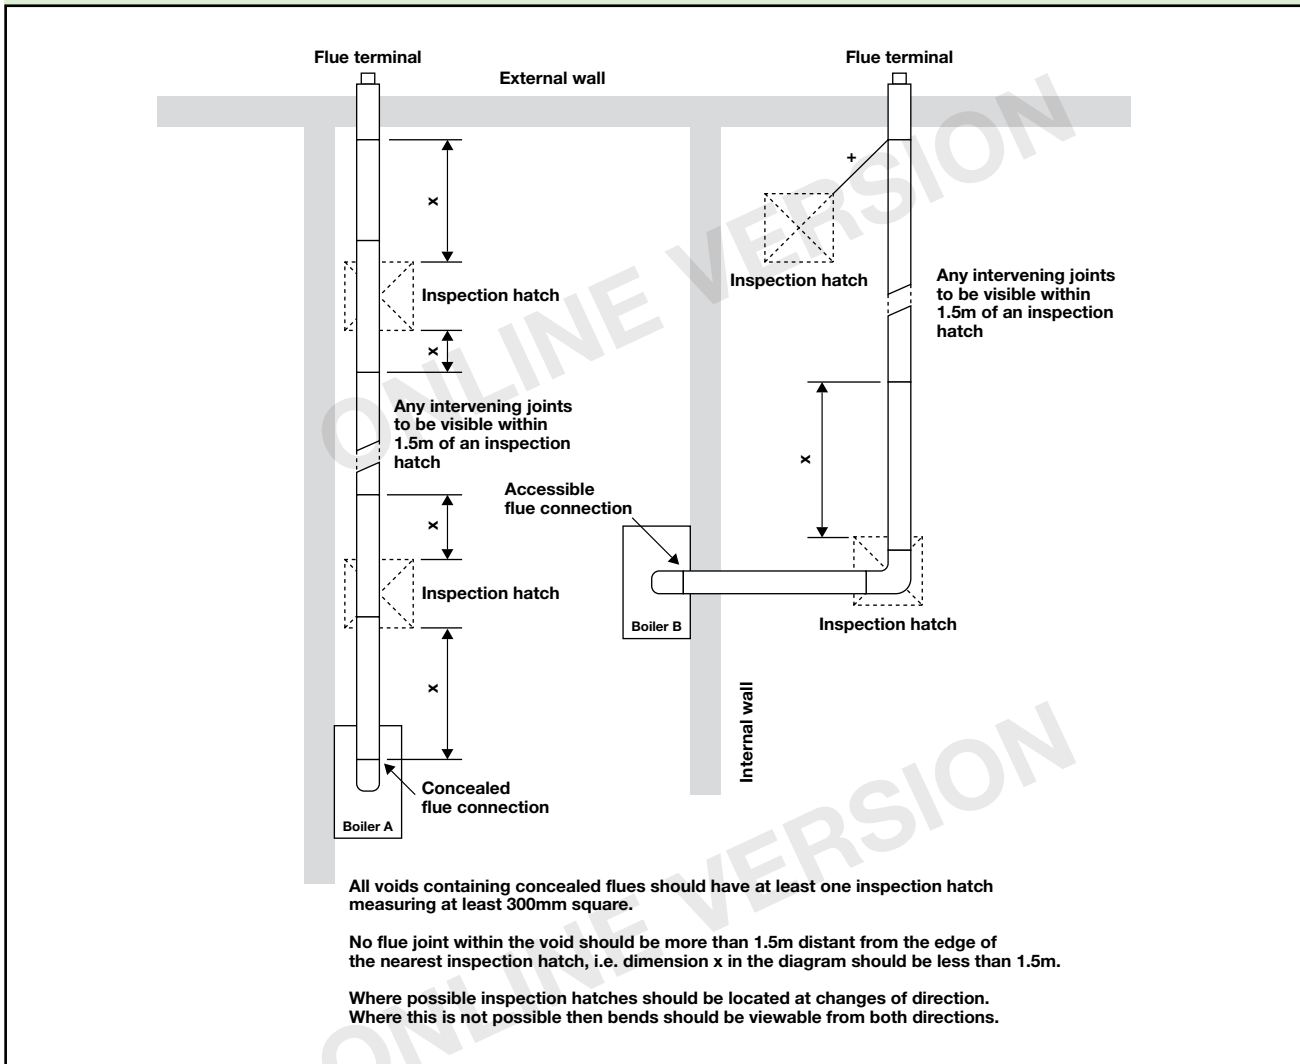 Flue terminal
External wall
Flue terminal
x
Inspection hatch
x
Any intervening joints
to be visible within
1.5m of an inspection
hatch
x
Inspection hatch
x
Concealed
flue connection
Boiler A
+
Inspection hatch
Any intervening joints
to be visible within
1.5m of an inspection
hatch
x
Accessible
flue connection
Boiler B
Inspection hatch
Internal wall
All voids containing concealed flues should have at least one inspection hatch
measuring at least 300mm square.
No flue joint within the void should be more than 1.5m distant from the edge of
the nearest inspection hatch, i.e. dimension x in the diagram should be less than 1.5m.
Where possible inspection hatches should be located at changes of direction.
Where this is not possible then bends should be viewable from both directions.
ONLINE VERSION
ONLINE VERSION